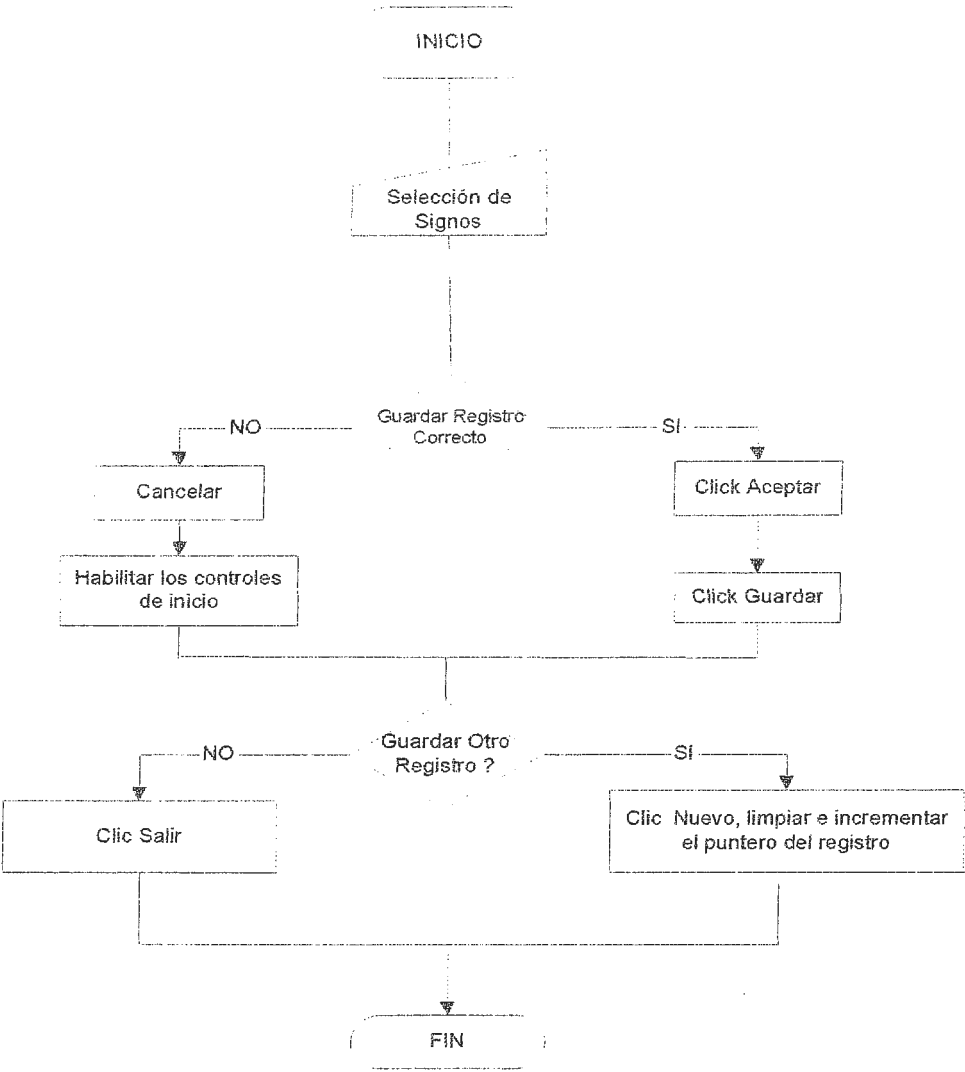 INICIO
Selección de
Signos
Guardar Registro
Correcto
NO
SI
Cancelar
Click Aceptar
Habilitar los controles
de inicio
Click Guardar
Guardar Otro
Registro ?
NO
SI
Clic Salir
Clic Nuevo, limpiar e incrementar
el puntero del registro
FIN